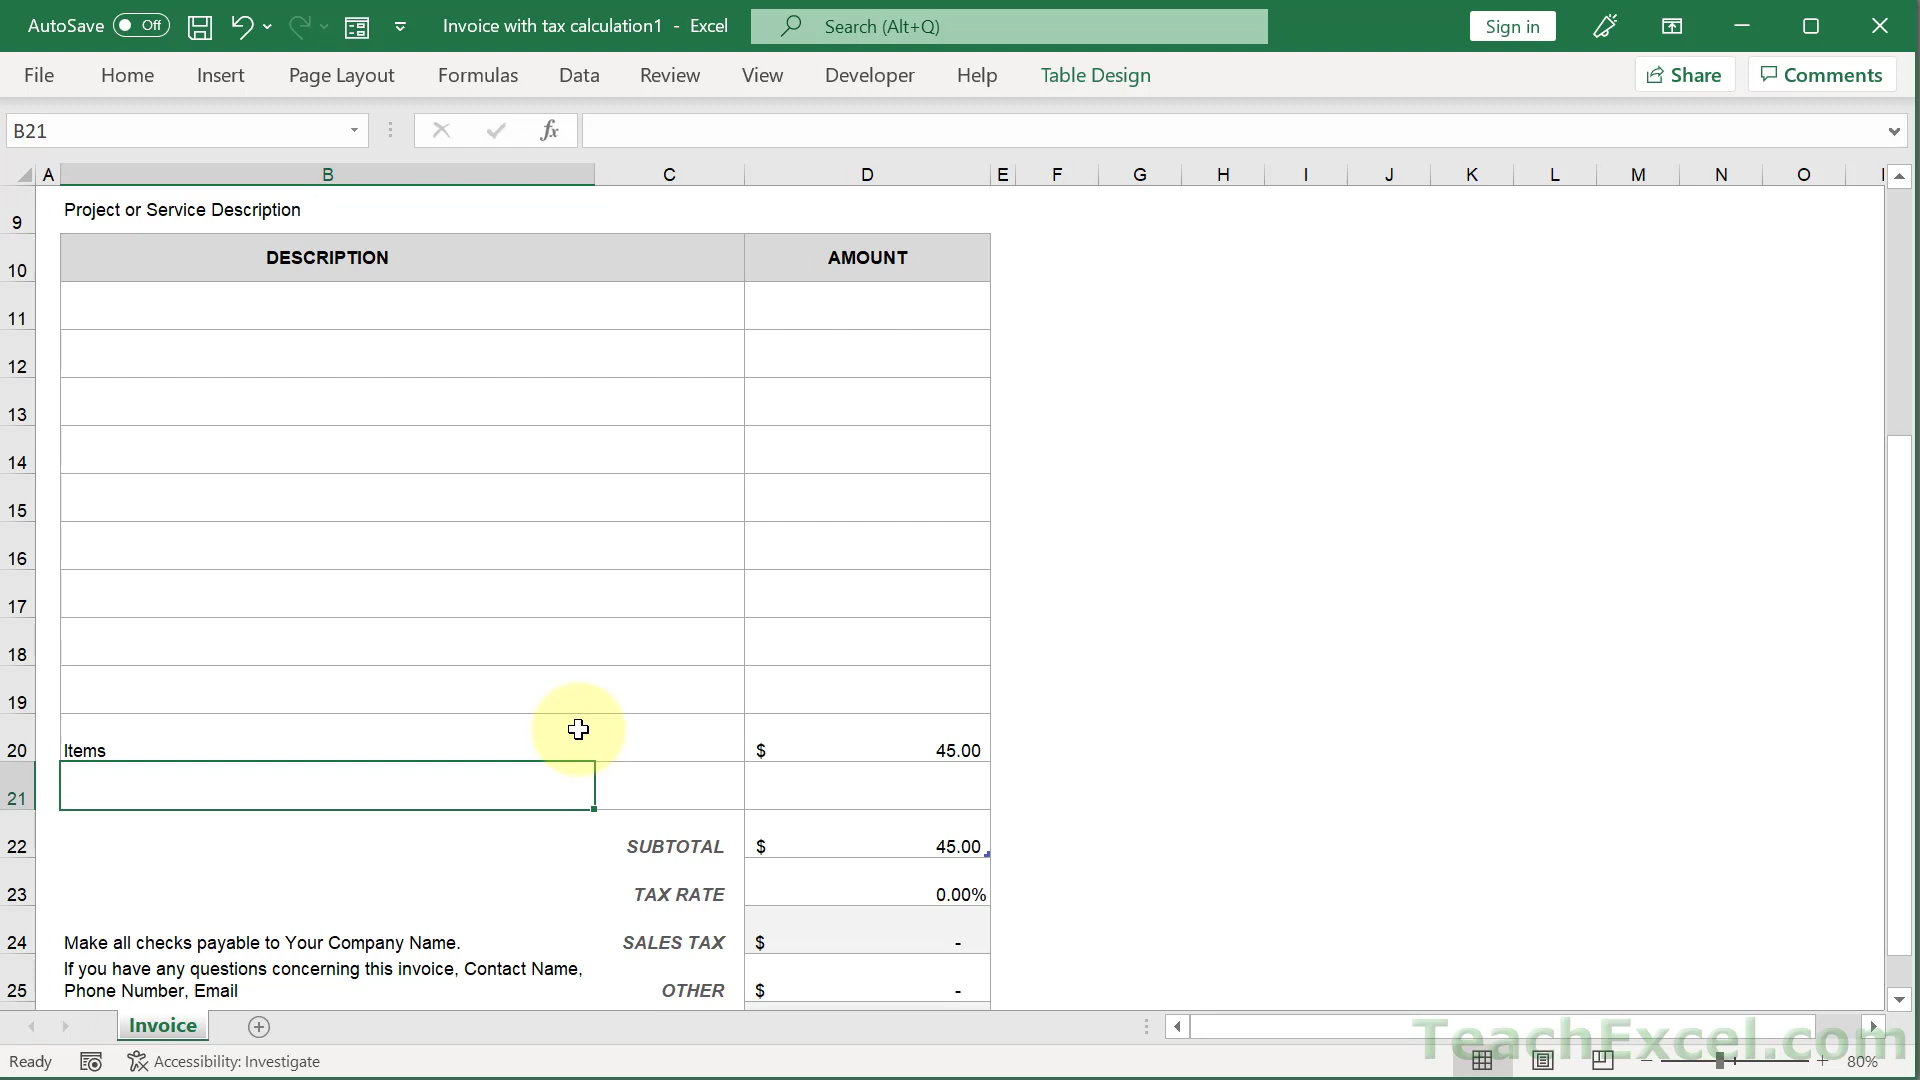 AutoSave Off Invoice with tax calculation1 - Excel Search (Alt+Q) Sign in
File Home Insert Page Layout Formulas Data Review View Developer Help Table Design Share Comments
B21 fx
A B C D E F G H I J K L M N O
9 Project or Service Description
10 DESCRIPTION AMOUNT
11
12
13
14
15
16
17
18
19
20 Items $ 45.00
21
22 SUBTOTAL $ 45.00
23 TAX RATE 0.00%
24 Make all checks payable to Your Company Name. SALES TAX $ -
If you have any questions concerning this invoice, Contact Name,
25 Phone Number, Email OTHER $ -
Invoice
TeachExcel.com
Ready Accessibility: Investigate 80%